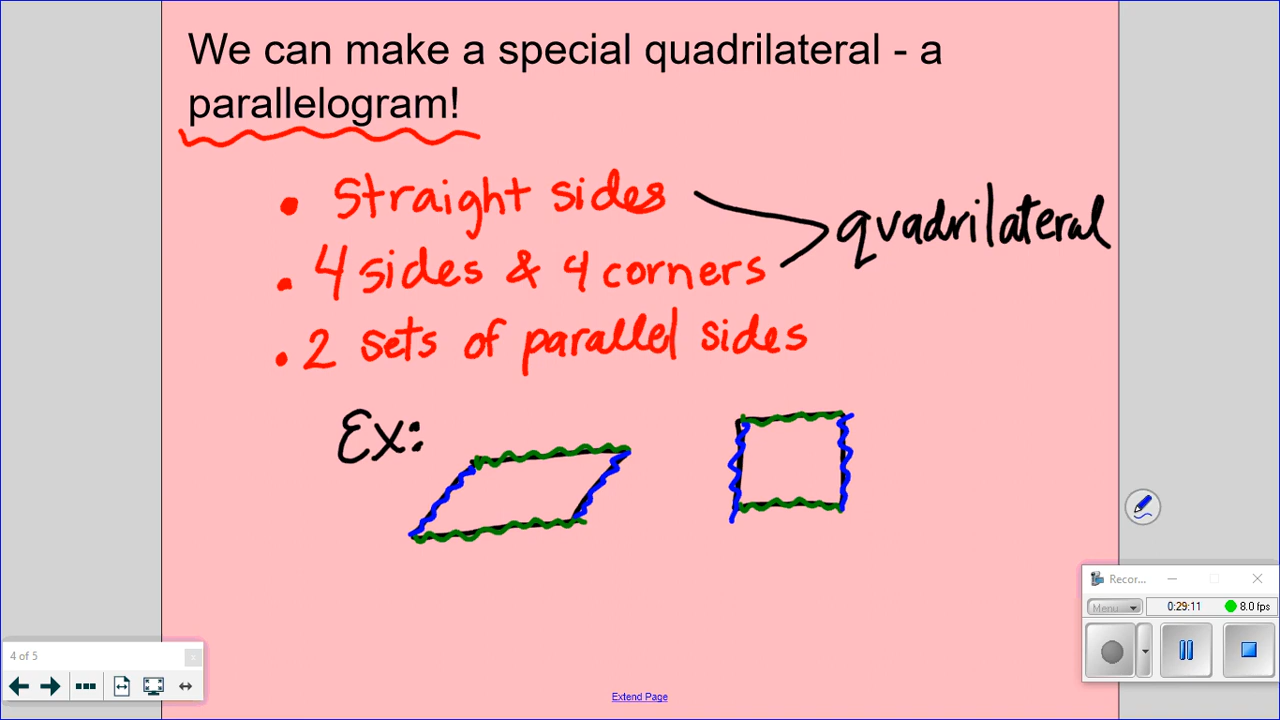 We can make a special quadrilateral - a
parallelogram!
• Straight sides
quadrilateral
• 4 sides & 4 corners
• 2 sets of parallel sides
Ex:
Recor...
Menu
0:29:11
8.0 fps
4 of 5
Extend Page